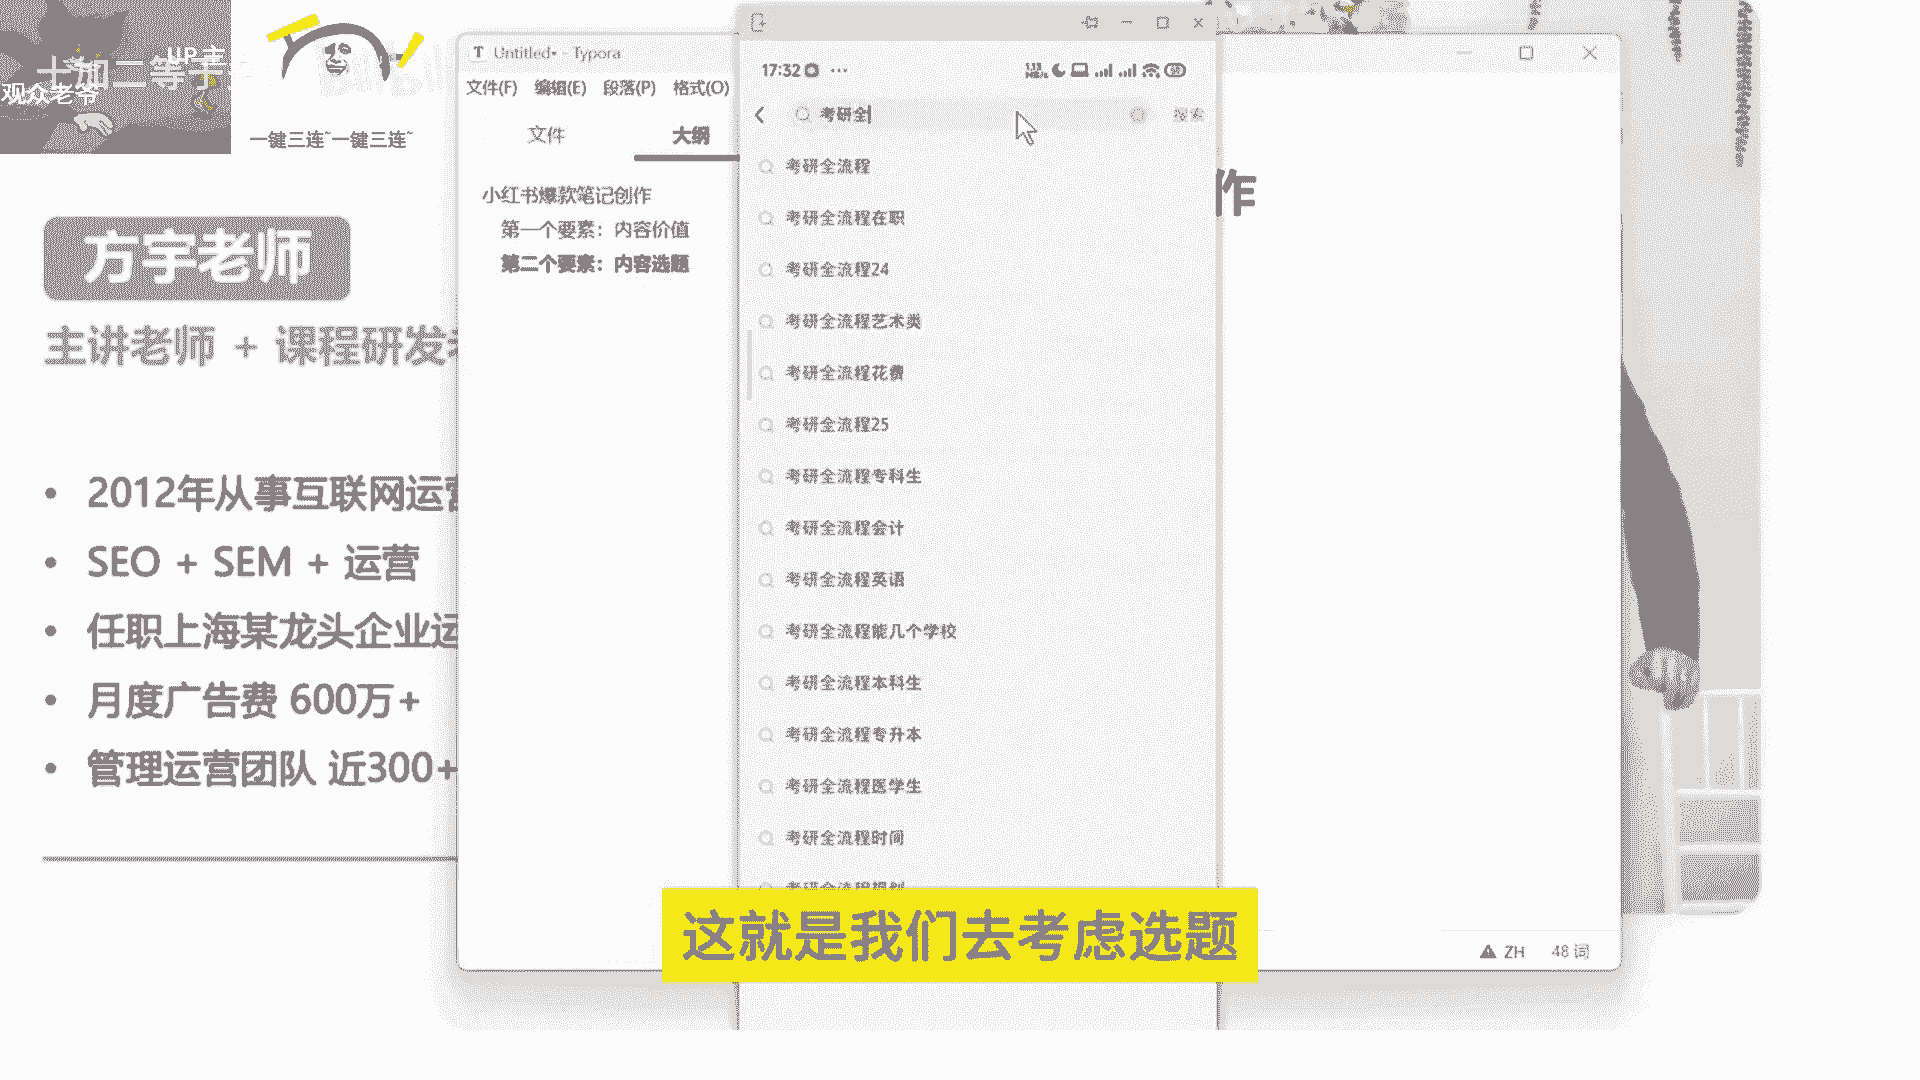 UP主
士加二等于
观众老爷
一键三连~一键三连~
方宇老师
主讲老师 + 课程研发
• 2012年从事互联网运营
• SEO + SEM + 运营
• 任职上海某龙头企业运
• 月度广告费 600万+
• 管理运营团队 近300+
Untitled• - Typora
文件(F) 编辑(E) 段落(P) 格式(O)
文件 大纲
小红书爆款笔记创作
第一个要素：内容价值
第二个要素：内容选题
作
17:32
考研全 搜索
考研全流程
考研全流程在职
考研全流程24
考研全流程艺术类
考研全流程花费
考研全流程25
考研全流程专科生
考研全流程会计
考研全流程英语
考研全流程能几个学校
考研全流程本科生
考研全流程专升本
考研全流程医学生
考研全流程时间
考研全流程规划
这就是我们去考虑选题
ZH 48 词